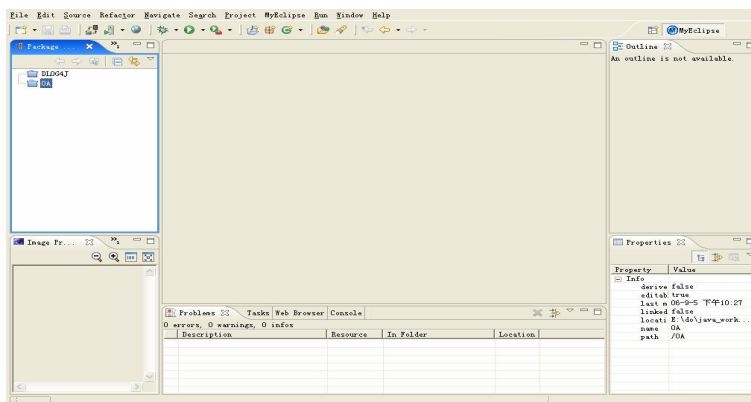 File Edit Source Refactor Navigate Search Project MyEclipse Run Window Help
MyEclipse
Package ...
DLOG4J
OA
Outline
An outline is not available.
Image Pr...
Problems Tasks Web Browser Console
0 errors, 0 warnings, 0 infos
Description Resource In Folder Location
Properties
Property Value
Info
derive false
editab true
last m 06-9-5 下午10:27
linked false
locati E:\do\java_work...
name OA
path /OA